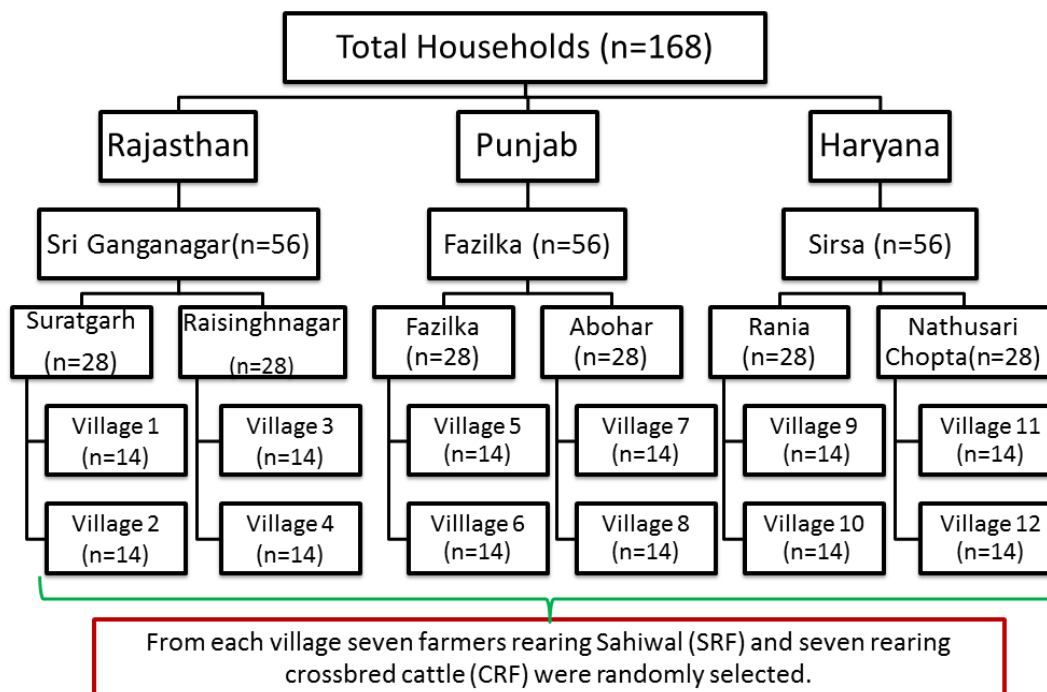 Total Households (n=168)
Rajasthan
Punjab
Haryana
Sri Ganganagar(n=56)
Fazilka (n=56)
Sirsa (n=56)
Suratgarh
(n=28)
Raisinghnagar
(n=28)
Fazilka
(n=28)
Abohar
(n=28)
Rania
(n=28)
Nathusari
Chopta(n=28)
Village 1
(n=14)
Village 3
(n=14)
Village 5
(n=14)
Village 7
(n=14)
Village 9
(n=14)
Village 11
(n=14)
Village 2
(n=14)
Village 4
(n=14)
Villlage 6
(n=14)
Village 8
(n=14)
Village 10
(n=14)
Village 12
(n=14)
From each village seven farmers rearing Sahiwal (SRF) and seven rearing
crossbred cattle (CRF) were randomly selected.